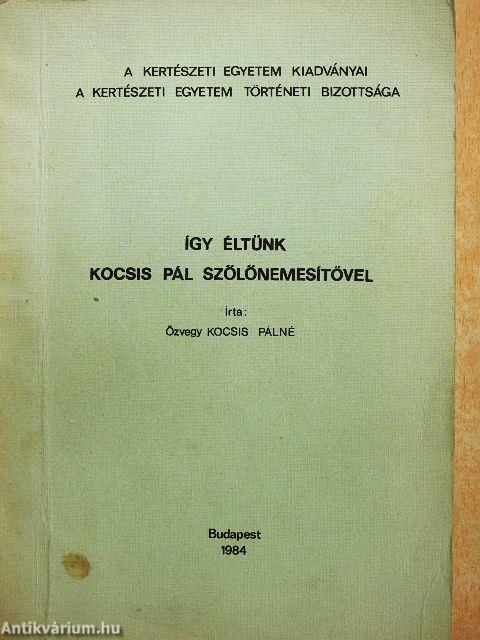 A KERTÉSZETI EGYETEM KIADVÁNYAI
A KERTÉSZETI EGYETEM TÖRTÉNETI BIZOTTSÁGA
ÍGY ÉLTÜNK
KOCSIS PÁL SZŐLŐNEMESÍTŐVEL
írta:
Özvegy KOCSIS PÁLNÉ
Budapest
1984
Antikvárium.hu